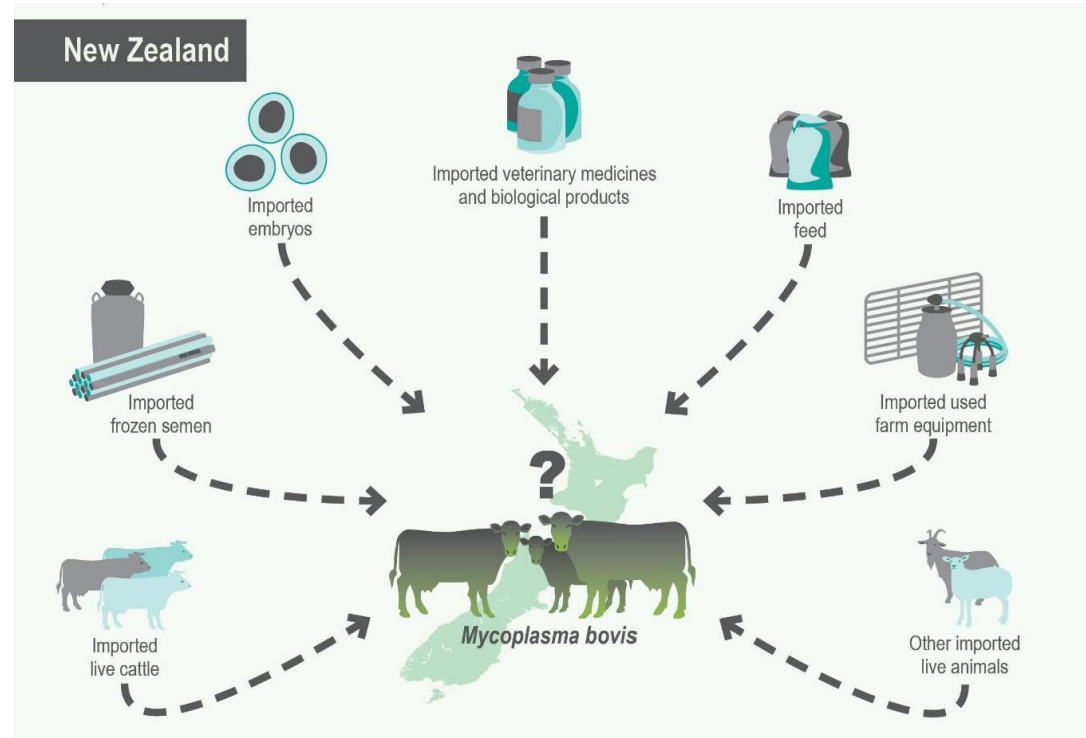 New Zealand
Imported
embryos
Imported veterinary medicines
and biological products
Imported
feed
Imported
frozen semen
Imported used
farm equipment
?
Imported
live cattle
Mycoplasma bovis
Other imported
live animals